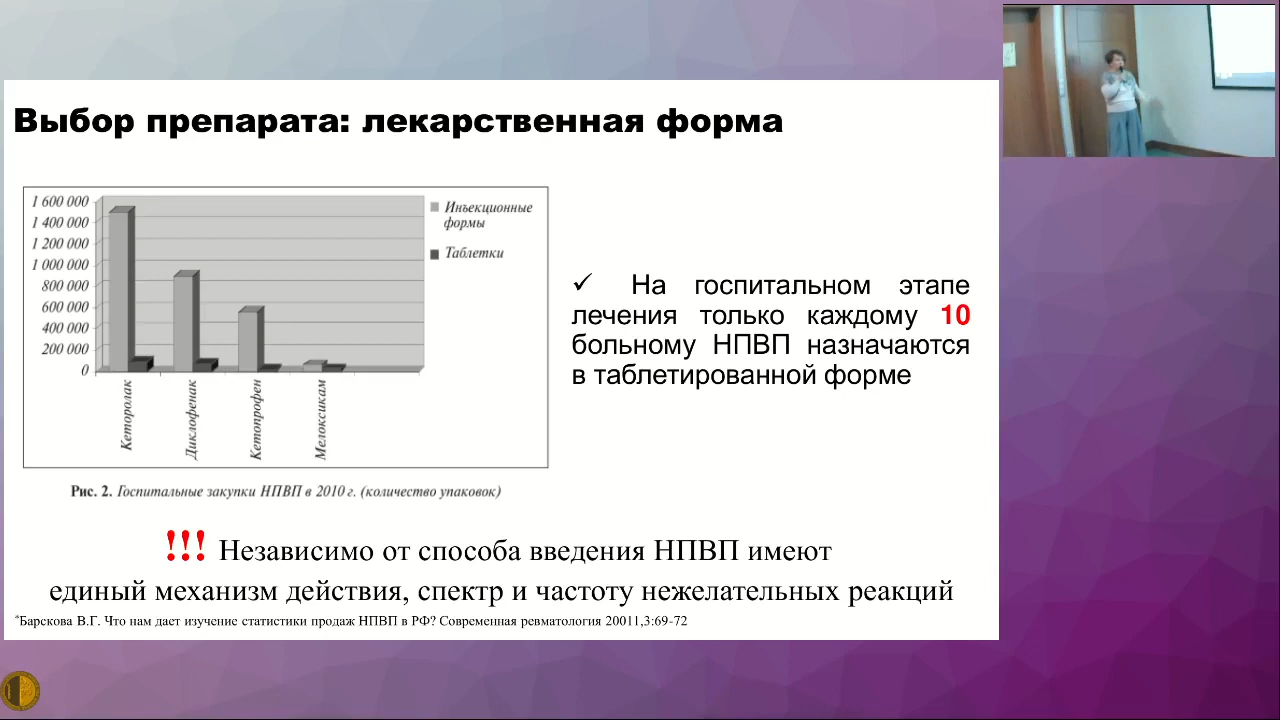 Выбор препарата: лекарственная форма
1 600 000
1 400 000
1 200 000
1 000 000
800 000
600 000
400 000
200 000
0
Инъекционные
формы
Таблетки
Кеторолак
Диклофенак
Кетопрофен
Мелоксикам
Рис. 2. Госпитальные закупки НПВП в 2010 г. (количество упаковок)
✓ На госпитальном этапе
лечения только каждому 10
больному НПВП назначаются
в таблетированной форме
!!! Независимо от способа введения НПВП имеют
единый механизм действия, спектр и частоту нежелательных реакций
*Барскова В.Г. Что нам дает изучение статистики продаж НПВП в РФ? Современная ревматология 20011,3:69-72